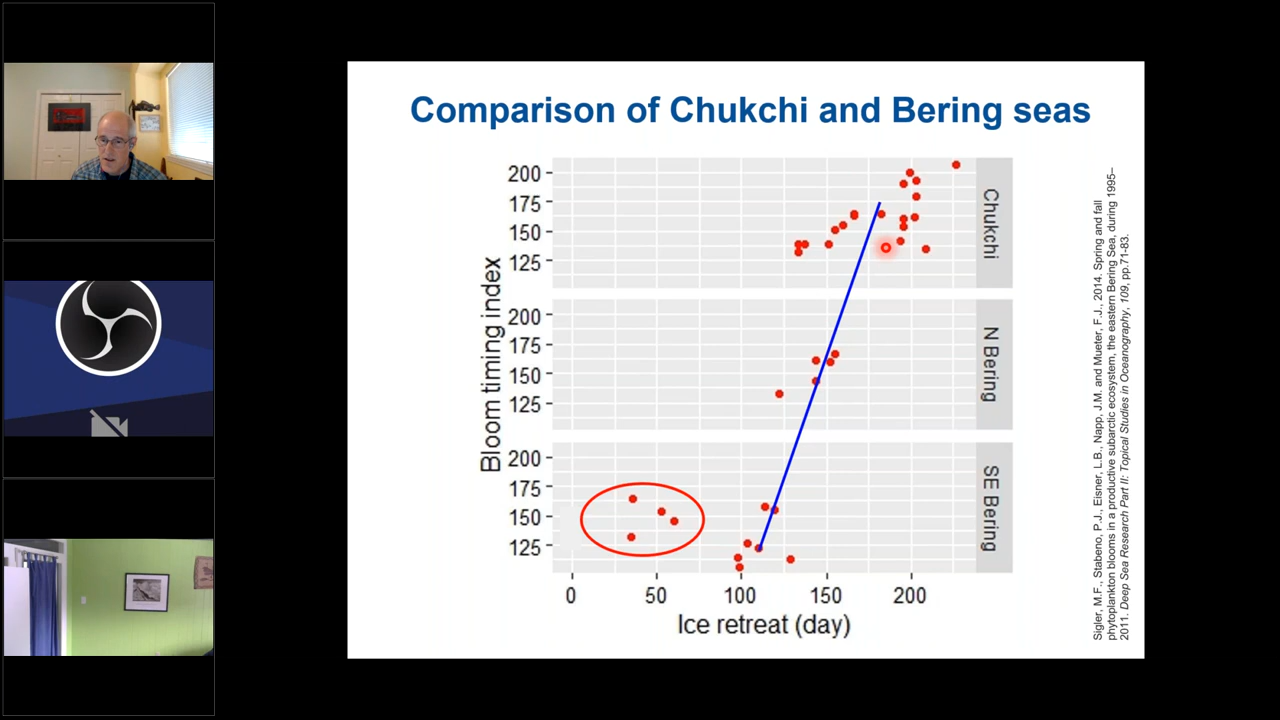 Comparison of Chukchi and Bering seas
Bloom timing index
200
175
150
125
Chukchi
200
175
150
125
N Bering
200
175
150
125
SE Bering
0 50 100 150 200
Ice retreat (day)
Sigler, M.F., Stabeno, P.J., Eisner, L.B., Napp, J.M. and Mueter, F.J., 2014. Spring and fall
phytoplankton blooms in a productive subarctic ecosystem, the eastern Bering Sea, during 1995–
2011. Deep Sea Research Part II: Topical Studies in Oceanography, 109, pp.71-83.